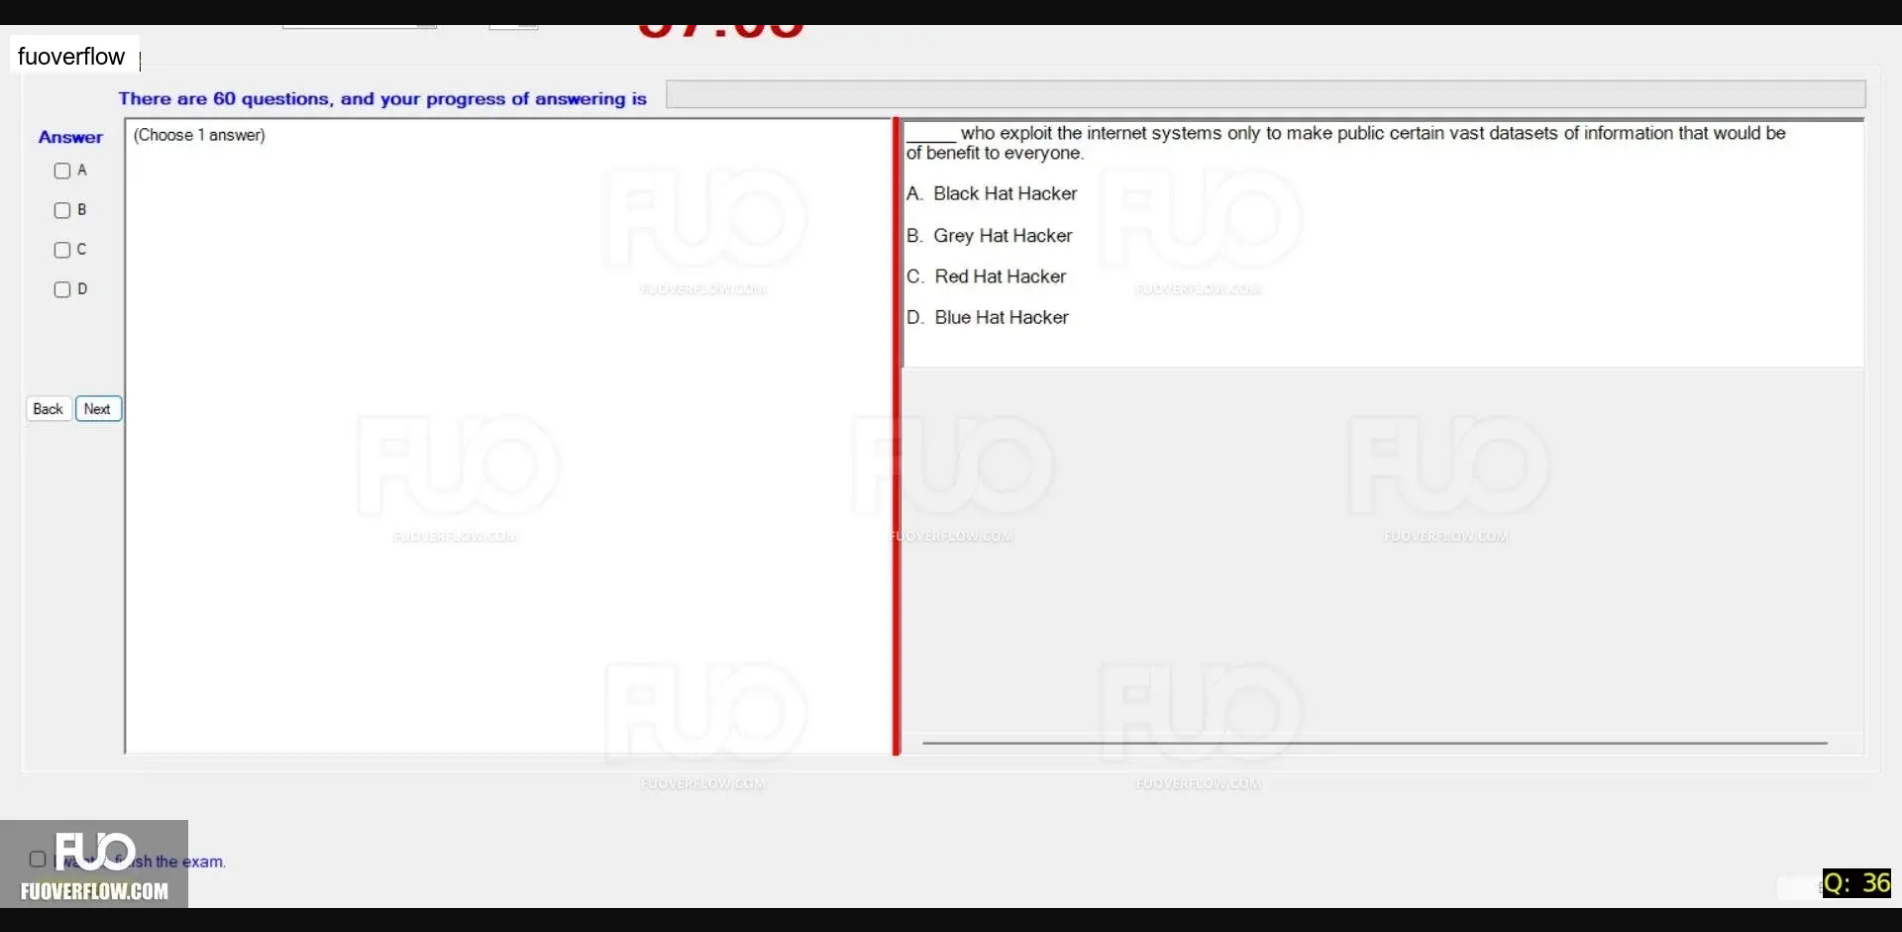 fuoverflow
There are 60 questions, and your progress of answering is
Answer
(Choose 1 answer)
A
B
C
D
Back
Next
_____ who exploit the internet systems only to make public certain vast datasets of information that would be
of benefit to everyone.
A. Black Hat Hacker
B. Grey Hat Hacker
C. Red Hat Hacker
D. Blue Hat Hacker
FUO
FUOVERFLOW.COM
FUO
FUOVERFLOW.COM
FUO
FUOVERFLOW.COM
FUO
FUOVERFLOW.COM
FUO
FUOVERFLOW.COM
FUO
FUOVERFLOW.COM
FUO
FUOVERFLOW.COM
the exam.
FUO
FUOVERFLOW.COM
Q: 36